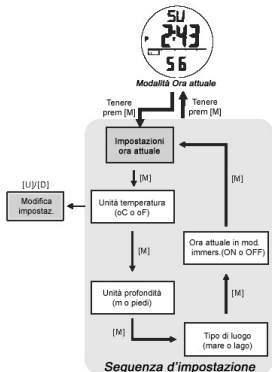 SU
P 2:43
56
Modalità Ora attuale
Tenere
prem [M]
Tenere
prem [M]
Impostazioni
ora attuale
[M]
[M]
[U]/[D]
Modifica
impostaz.
Unità temperatura
(oC o oF)
Ora attuale in mod.
immers.(ON o OFF)
[M]
[M]
Unità profondità
(m o piedi)
[M]
Tipo di luogo
(mare o lago)
Sequenza d'impostazione